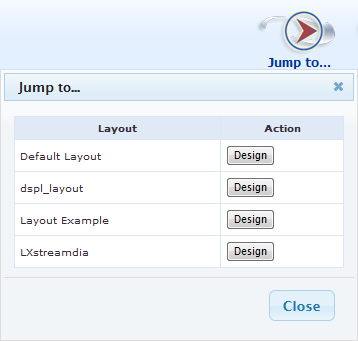 Jump to...
Jump to...
Layout Action
Default Layout Design
dspl_layout Design
Layout Example Design
LXstreamdia Design
Close